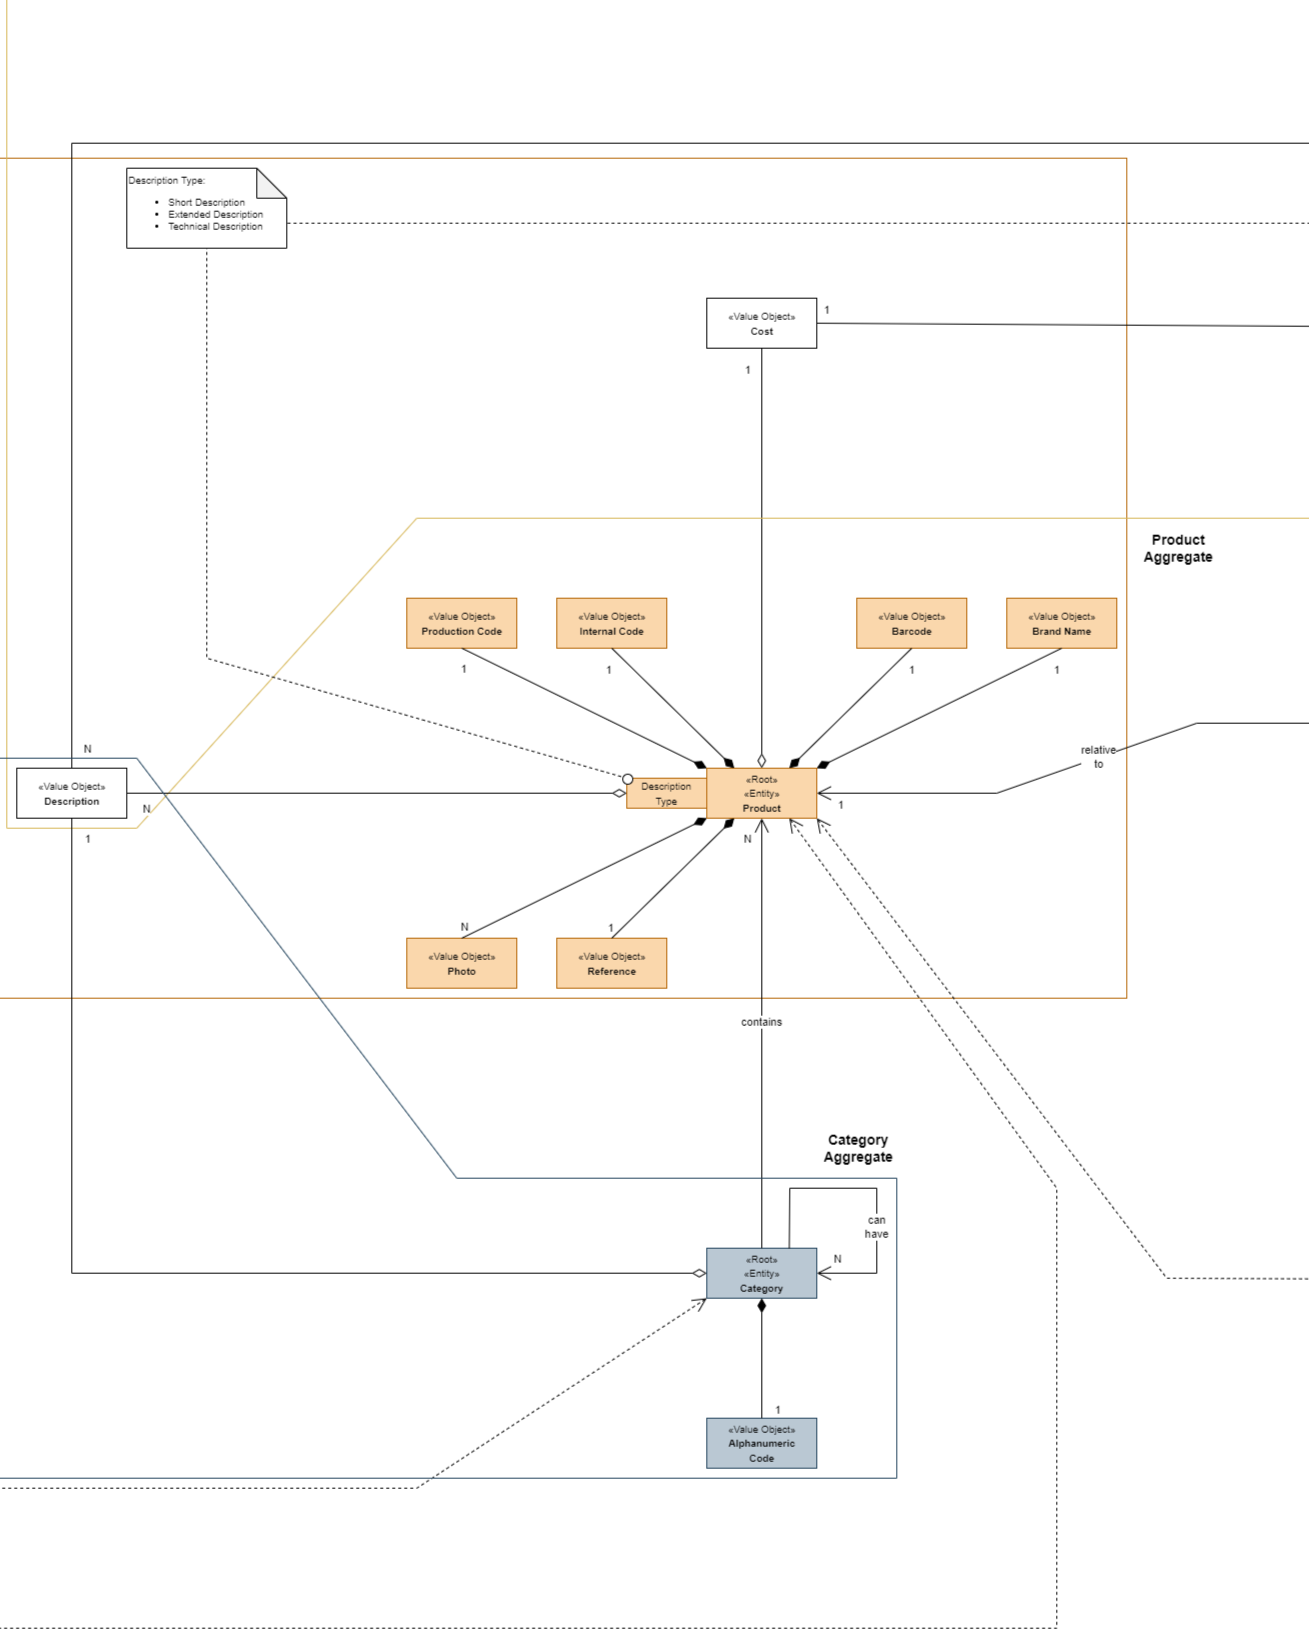 Description Type:
• Short Description
• Extended Description
• Technical Description
«Value Object»
Cost
1
1
Product
Aggregate
«Value Object»
Production Code
«Value Object»
Internal Code
«Value Object»
Barcode
«Value Object»
Brand Name
1
1
1
1
N
relative
to
«Value Object»
Description
N
1
Description
Type
«Root»
«Entity»
Product
1
N
N
1
«Value Object»
Photo
«Value Object»
Reference
contains
Category
Aggregate
can
have
N
«Root»
«Entity»
Category
1
«Value Object»
Alphanumeric
Code